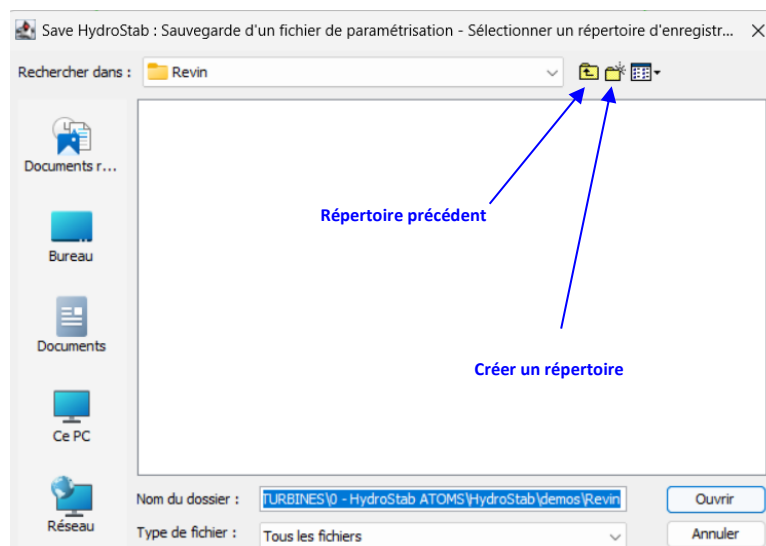 Save HydroStab : Sauvegarde d'un fichier de paramétrisation - Sélectionner un répertoire d'enregistr...
Rechercher dans :
Revin
Documents r...
Répertoire précédent
Bureau
Documents
Créer un répertoire
Ce PC
Réseau
Nom du dossier :
TURBINES\0 - HydroStab ATOMS\HydroStab\demos\Revin
Ouvrir
Type de fichier :
Tous les fichiers
Annuler